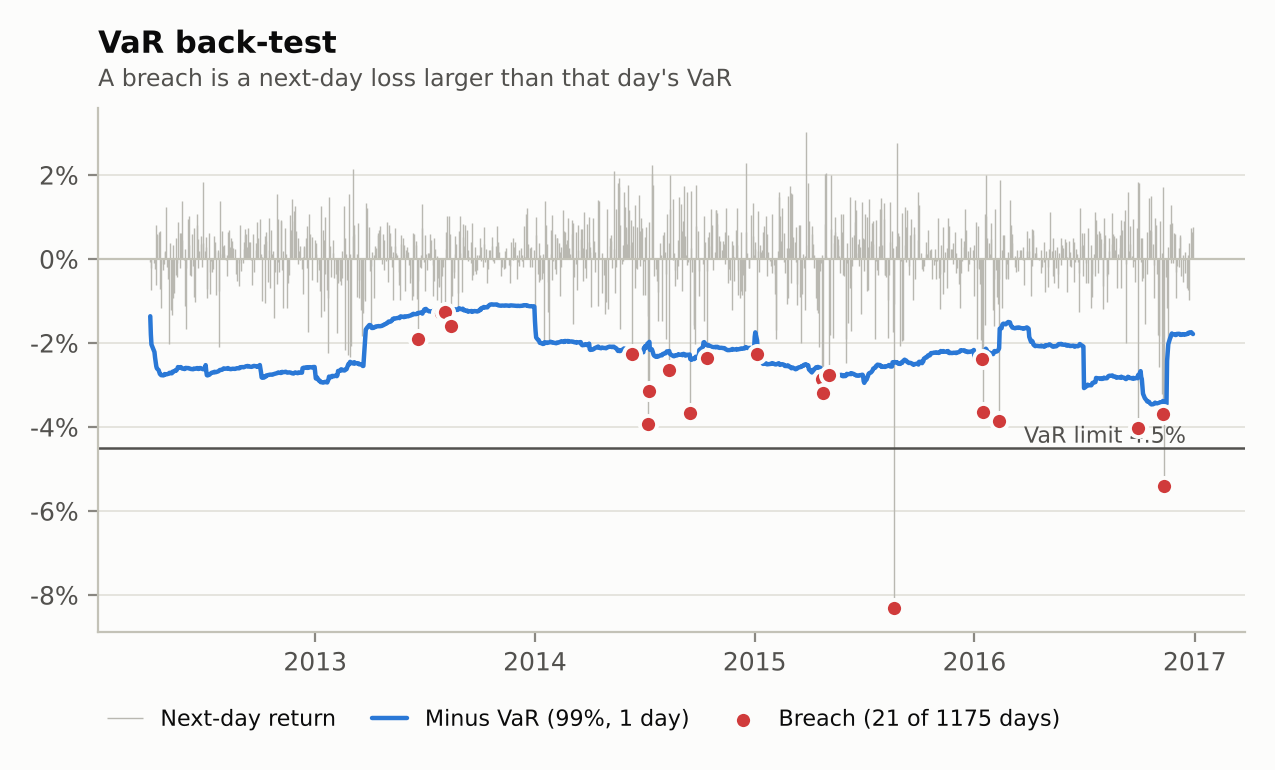 VaR back-test
A breach is a next-day loss larger than that day's VaR
2%
0%
-2%
-4%
VaR limit
-6%
-8%
2013 2014 2015 2016 2017
Next-day return Minus VaR (99%, 1 day) Breach (21 of 1175 days)